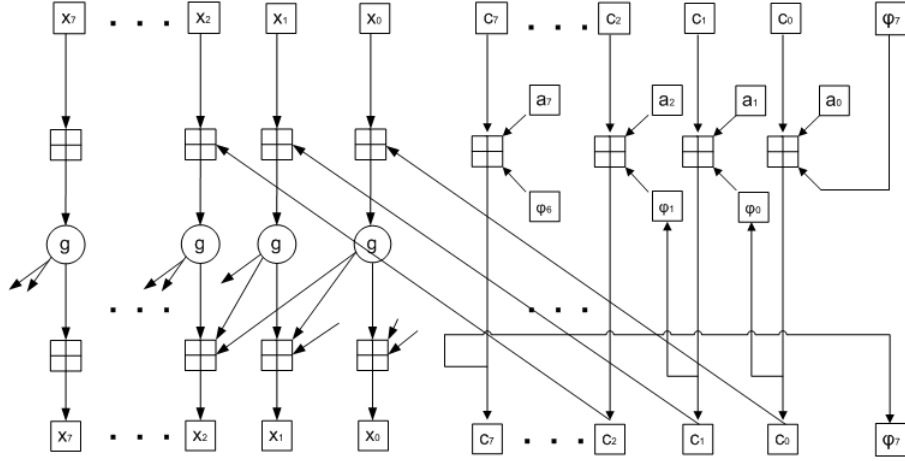 x₇ . . . x₂ x₁ x₀ c₇ . . . c₂ c₁ c₀ φ₇
a₇ a₂ a₁ a₀
φ₆ φ₁ φ₀
g g g g
. . . . . .
x₇ . . . x₂ x₁ x₀ c₇ . . . c₂ c₁ c₀ φ₇